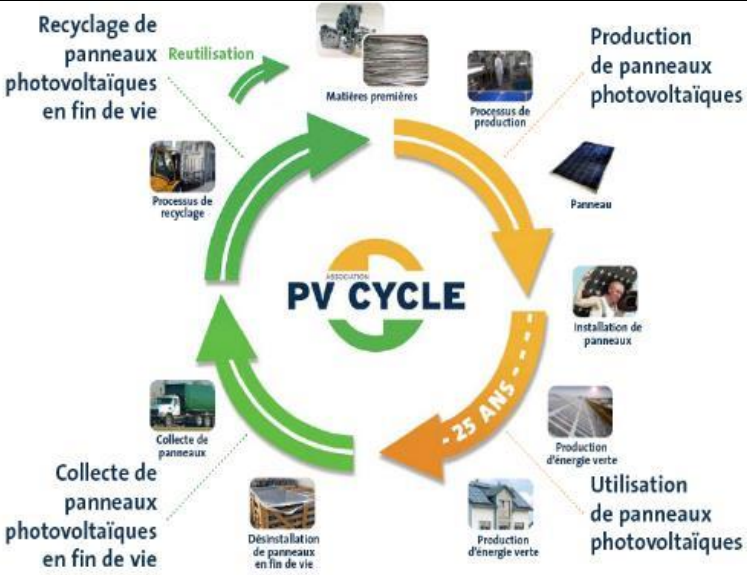 Recyclage de
panneaux
photovoltaïques
en fin de vie
Reutilisation
Matières premières
Processus de
production
Production
de panneaux
photovoltaïques
Processus de
recyclage
Panneau
ASSOCIATION
PV CYCLE
Installation de
panneaux
- 25 ANS - - -
Collecte de
panneaux
Production
d'énergie verte
Collecte de
panneaux
photovoltaïques
en fin de vie
Désinstallation
de panneaux
en fin de vie
Production
d'énergie verte
Utilisation
de panneaux
photovoltaïques